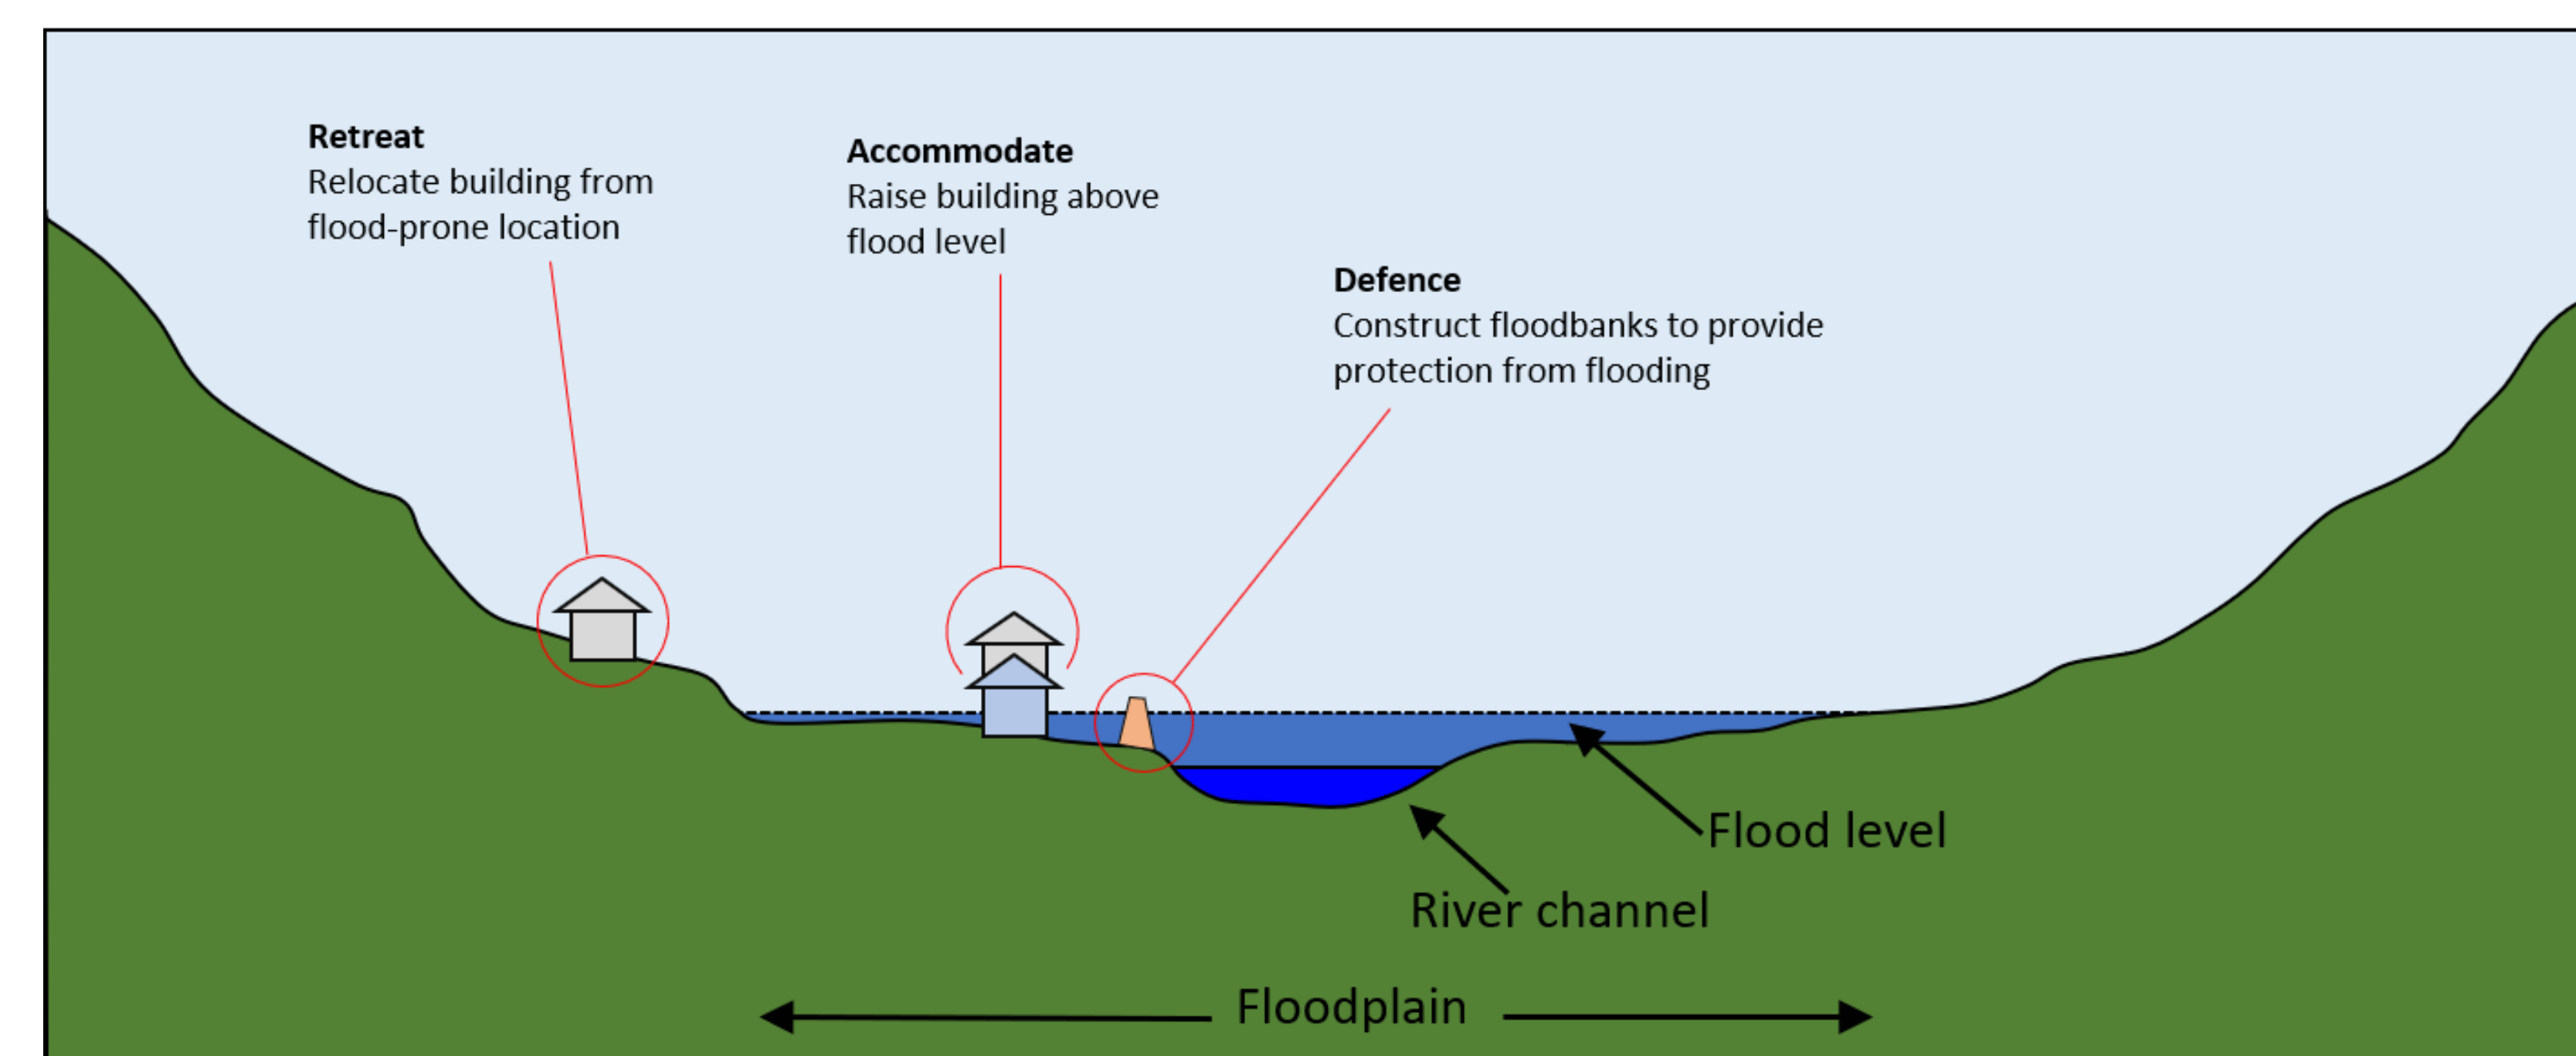 Retreat
Relocate building from
flood-prone location
Accommodate
Raise building above
flood level
Defence
Construct floodbanks to provide
protection from flooding
Flood level
River channel
Floodplain